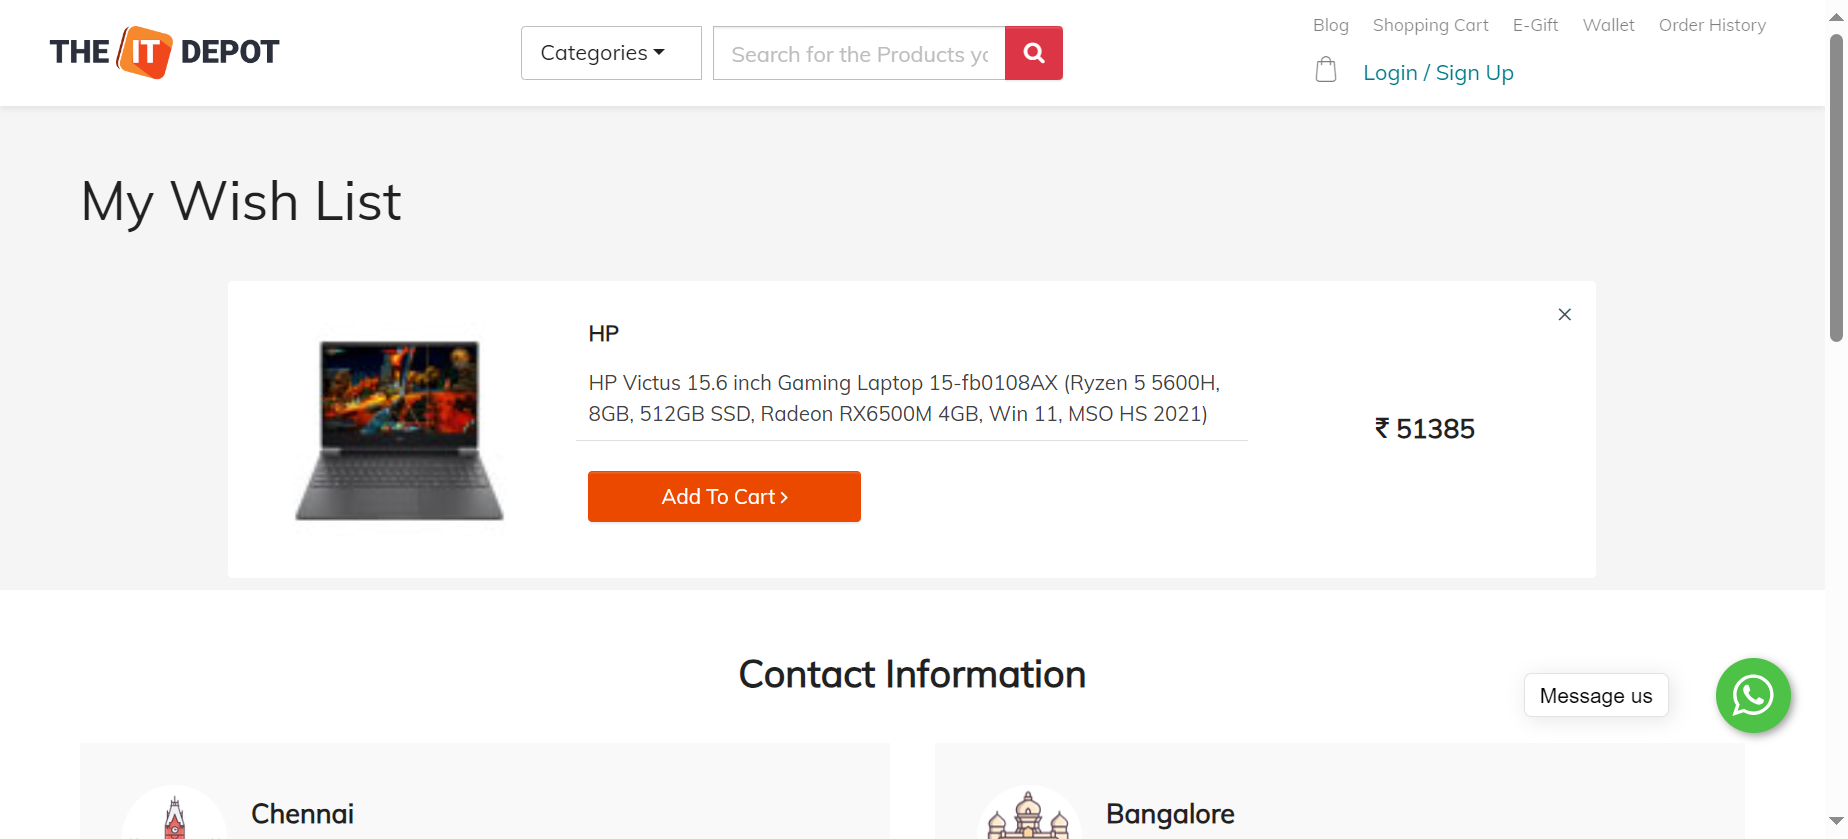 THE IT DEPOT
Categories
Search for the Products yo
Blog
Shopping Cart
E-Gift
Wallet
Order History
Login / Sign Up
My Wish List
HP
HP Victus 15.6 inch Gaming Laptop 15-fb0108AX (Ryzen 5 5600H,
8GB, 512GB SSD, Radeon RX6500M 4GB, Win 11, MSO HS 2021)
₹ 51385
Add To Cart ›
Contact Information
Message us
Chennai
Bangalore